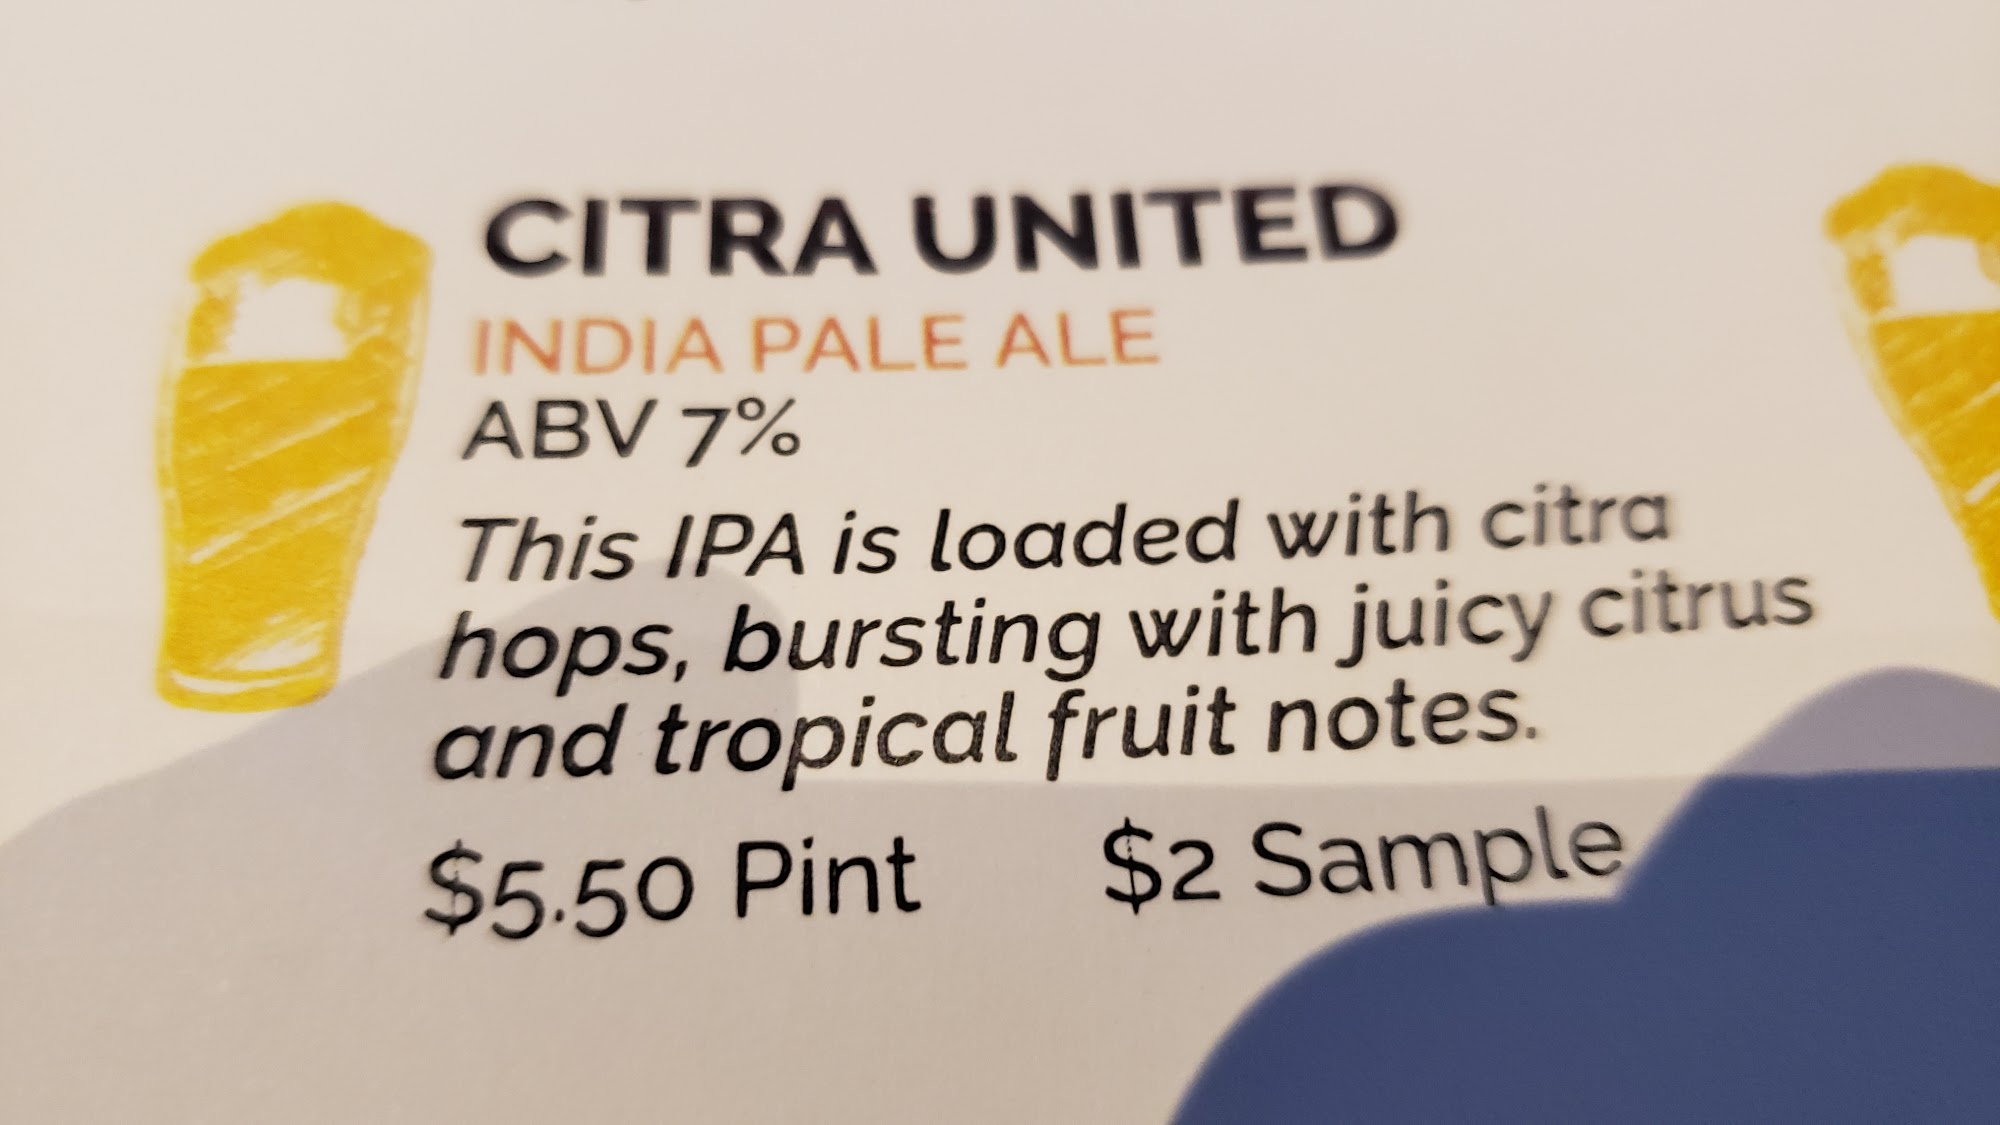 CITRA UNITED
INDIA PALE ALE
ABV 7%
This IPA is loaded with citra
hops, bursting with juicy citrus
and tropical fruit notes.
$5.50 Pint $2 Sample